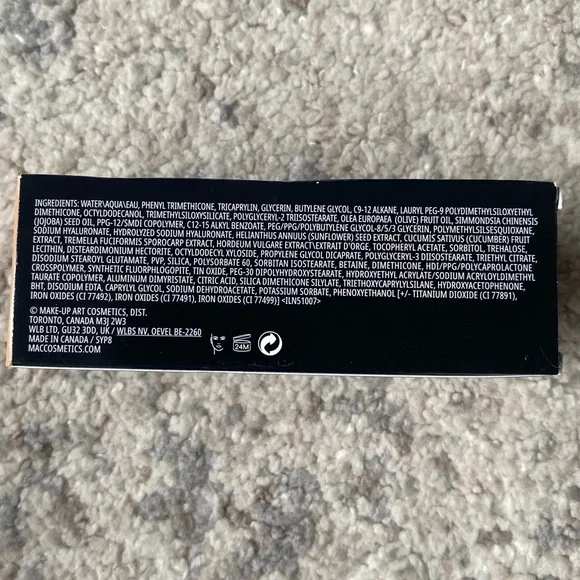 INGREDIENTS: WATER\AQUA\EAU, PHENYL TRIMETHICONE, TRICAPRYLIN, GLYCERIN, BUTYLENE GLYCOL, C9-12 ALKANE, LAURYL PEG-9 POLYDIMETHYLSILOXYETHYL
DIMETHICONE, OCTYLDODECANOL, TRIMETHYLSILOXYSILICATE, POLYGLYCERYL-2 TRIISOSTEARATE, OLEA EUROPAEA (OLIVE) FRUIT OIL, SIMMONDSIA CHINENSIS
(JOJOBA) SEED OIL, PPG-12/SMDI COPOLYMER, C12-15 ALKYL BENZOATE, PEG/PPG/POLYBUTYLENE GLYCOL-8/5/3 GLYCERIN, POLYMETHYLSILSESQUIOXANE,
SODIUM HYALURONATE, HYDROLYZED SODIUM HYALURONATE, HELIANTHUS ANNUUS (SUNFLOWER) SEED EXTRACT, CUCUMIS SATIVUS (CUCUMBER) FRUIT
EXTRACT, TREMELLA FUCIFORMIS SPOROCARP EXTRACT, HORDEUM VULGARE EXTRACT\EXTRAIT D'ORGE, TOCOPHERYL ACETATE, SORBITOL, TREHALOSE,
LECITHIN, DISTEARDIMONIUM HECTORITE, OCTYLDODECYL XYLOSIDE, PROPYLENE GLYCOL DICAPRATE, POLYGLYCERYL-3 DIISOSTEARATE, TRIETHYL CITRATE,
DISODIUM STEAROYL GLUTAMATE, PVP, SILICA, POLYSORBATE 60, SORBITAN ISOSTEARATE, BETAINE, DIMETHICONE, HDI/PPG/POLYCAPROLACTONE
CROSSPOLYMER, SYNTHETIC FLUORPHLOGOPITE, TIN OXIDE, PEG-30 DIPOLYHYDROXYSTEARATE, HYDROXYETHYL ACRYLATE/SODIUM ACRYLOYLDIMETHYL
TAURATE COPOLYMER, ALUMINUM DIMYRISTATE, CITRIC ACID, SILICA DIMETHYL SILYLATE, TRIETHOXYCAPRYLYLSILANE, HYDROXYACETOPHENONE,
BHT, DISODIUM EDTA, CAPRYLYL GLYCOL, SODIUM DEHYDROACETATE, POTASSIUM SORBATE, PHENOXYETHANOL [+/- TITANIUM DIOXIDE (CI 77891),
IRON OXIDES (CI 77492), IRON OXIDES (CI 77491), IRON OXIDES (CI 77499)] <ILN51007>
© MAKE-UP ART COSMETICS, DIST.
TORONTO, CANADA M3J 2W3
WLB LTD, GU32 3DD, UK / WLBS NV, OEVEL BE-2260
MADE IN CANADA / SYP8
MACCOSMETICS.COM
24M